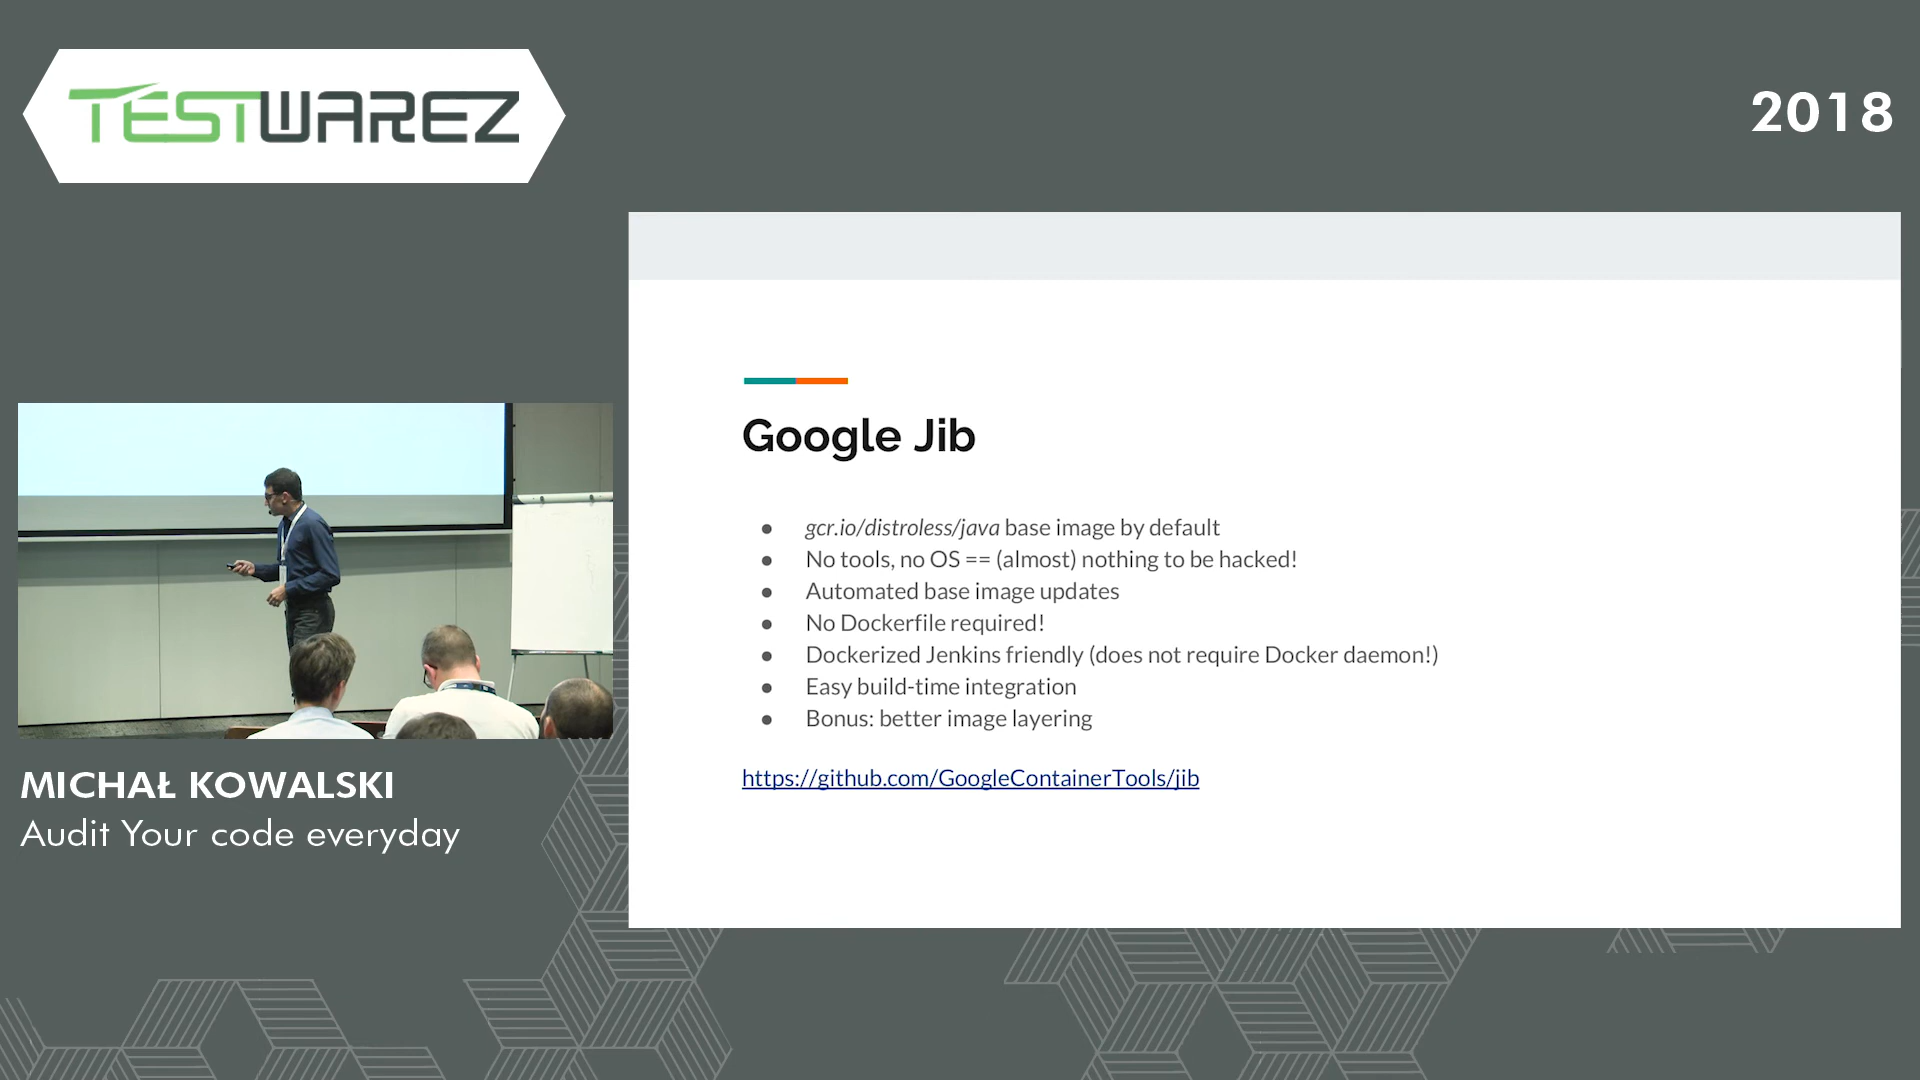 TESTWAREZ
2018
Google Jib
● gcr.io/distroless/java base image by default
● No tools, no OS == (almost) nothing to be hacked!
● Automated base image updates
● No Dockerfile required!
● Dockerized Jenkins friendly (does not require Docker daemon!)
● Easy build-time integration
● Bonus: better image layering
https://github.com/GoogleContainerTools/jib
MICHAŁ KOWALSKI
Audit Your code everyday